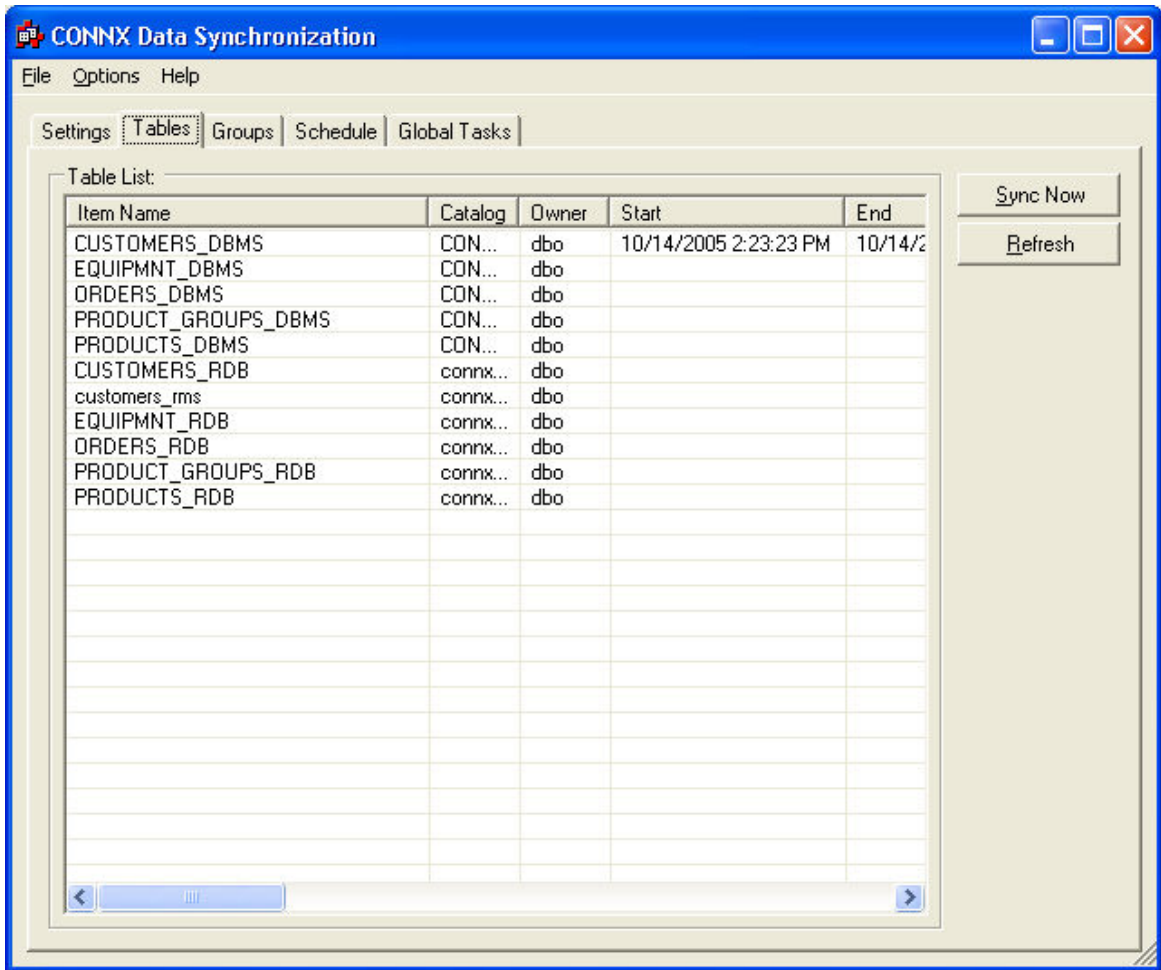 CONNX Data Synchronization
File Options Help
Settings Tables Groups Schedule Global Tasks
Table List:
Sync Now
Refresh
Item Name Catalog Owner Start End
CUSTOMERS_DBMS CON... dbo 10/14/2005 2:23:23 PM 10/14/2
EQUIPMNT_DBMS CON... dbo
ORDERS_DBMS CON... dbo
PRODUCT_GROUPS_DBMS CON... dbo
PRODUCTS_DBMS CON... dbo
CUSTOMERS_RDB connx... dbo
customers_rms connx... dbo
EQUIPMNT_RDB connx... dbo
ORDERS_RDB connx... dbo
PRODUCT_GROUPS_RDB connx... dbo
PRODUCTS_RDB connx... dbo